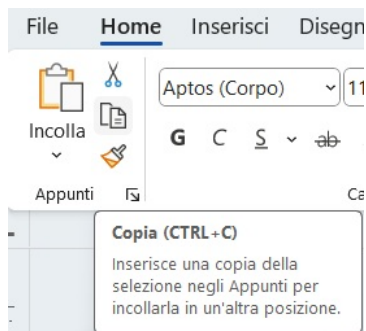 File Home Inserisci Disegn
Aptos (Corpo) 11
Incolla
G C S ab
Appunti Ca
Copia (CTRL+C)
Inserisce una copia della
selezione negli Appunti per
incollarla in un'altra posizione.